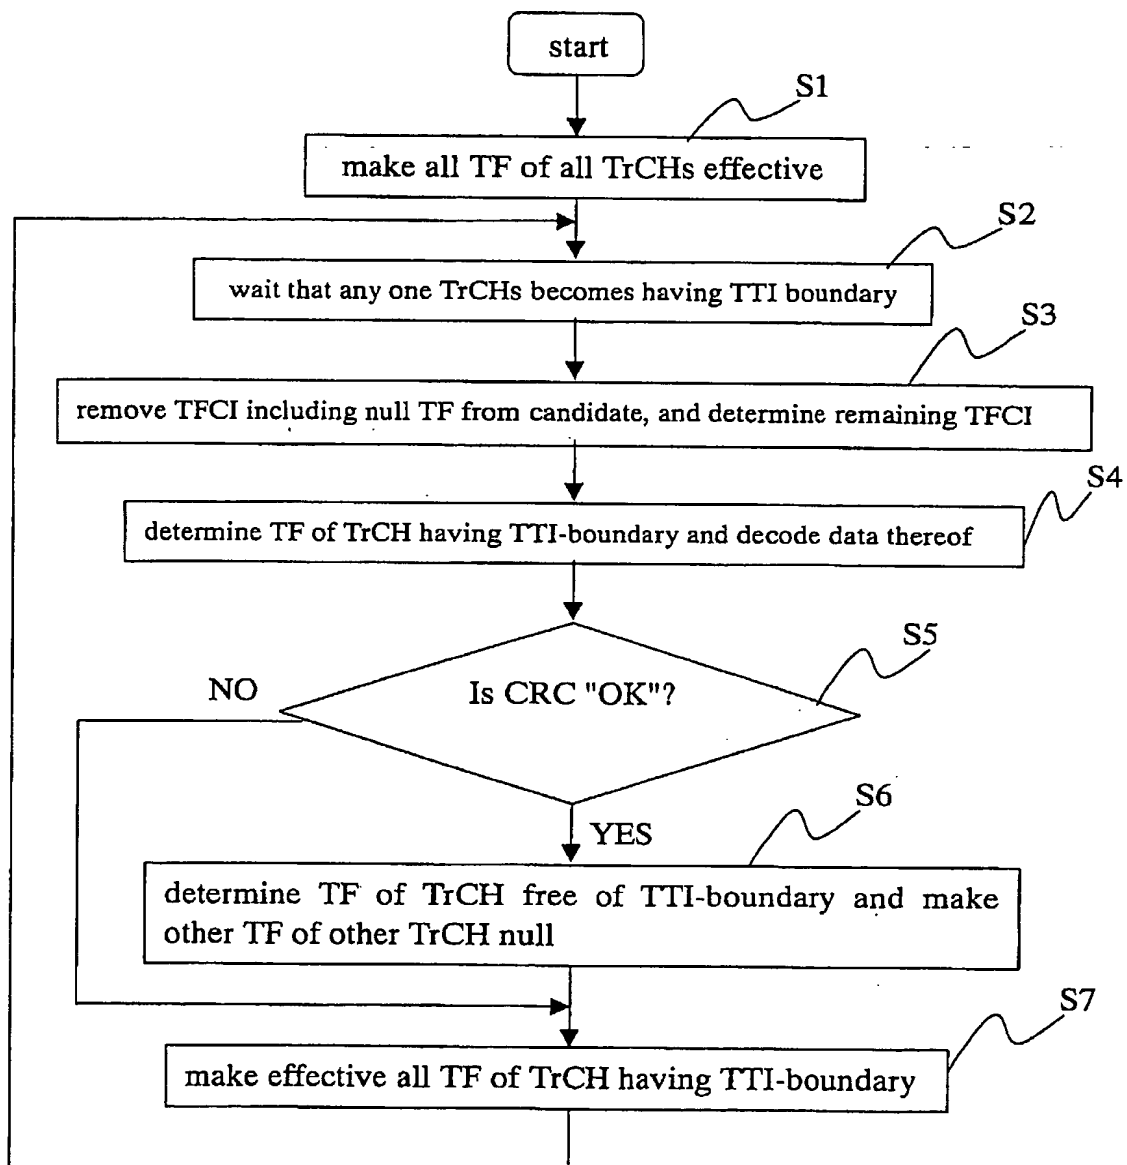 start
S1
make all TF of all TrCHs effective
S2
wait that any one TrCHs becomes having TTI boundary
S3
remove TFCI including null TF from candidate, and determine remaining TFCI
S4
determine TF of TrCH having TTI-boundary and decode data thereof
S5
NO
Is CRC "OK"?
S6
YES
determine TF of TrCH free of TTI-boundary and make
other TF of other TrCH null
S7
make effective all TF of TrCH having TTI-boundary